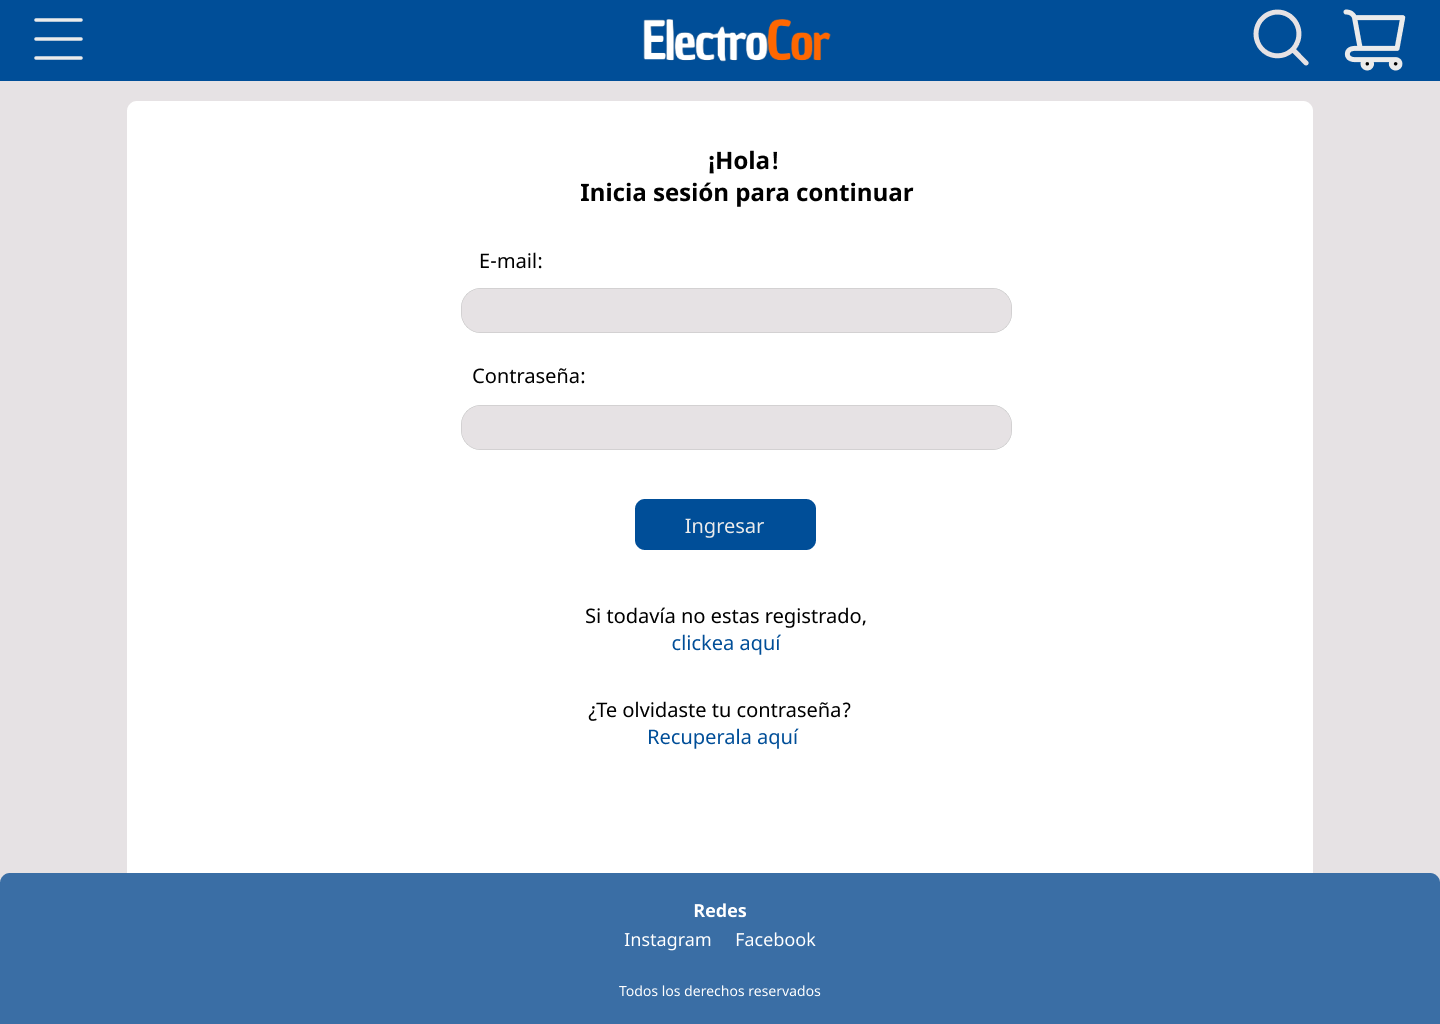 ElectroCor
¡Hola!
Inicia sesión para continuar
E-mail:
Contraseña:
Ingresar
Si todavía no estas registrado,
clickea aquí
¿Te olvidaste tu contraseña?
Recuperala aquí
Redes
Instagram Facebook
Todos los derechos reservados